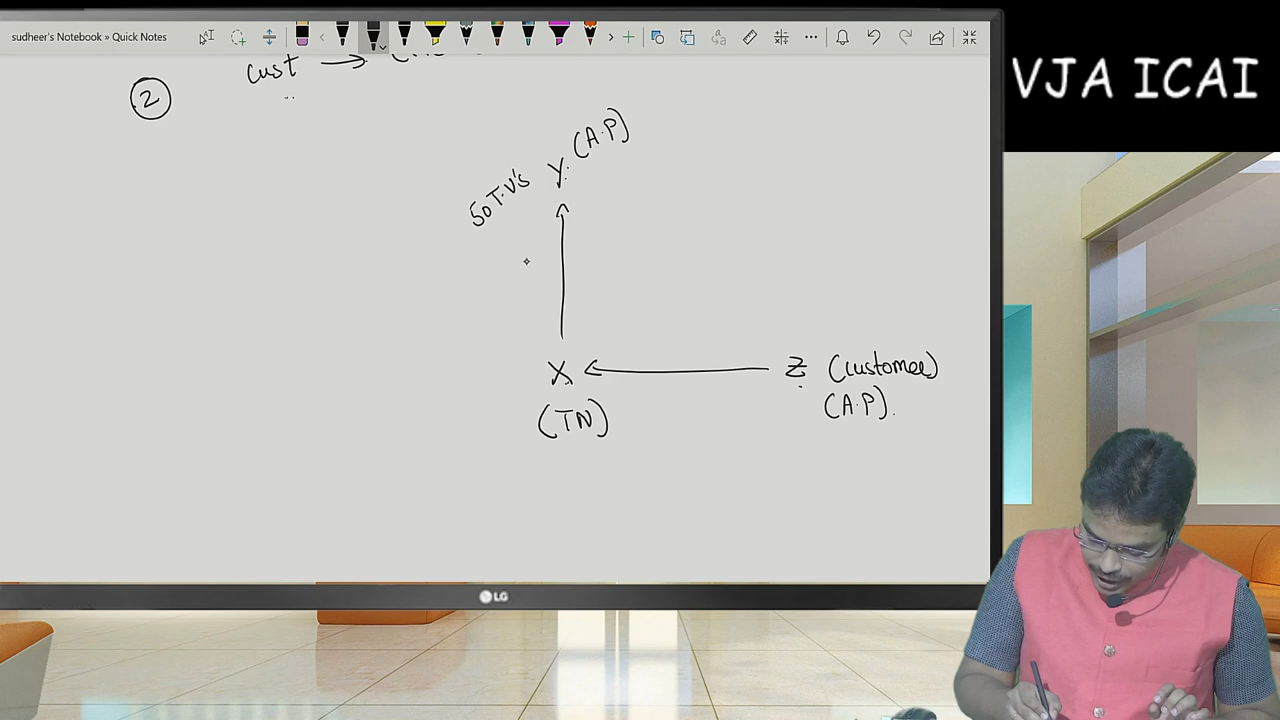 sudheer's Notebook » Quick Notes
VJA ICAI
Cust →
2
(A.P)
50 T.V's Y
X ← Z (Customer)
(TN) (A.P).
LG